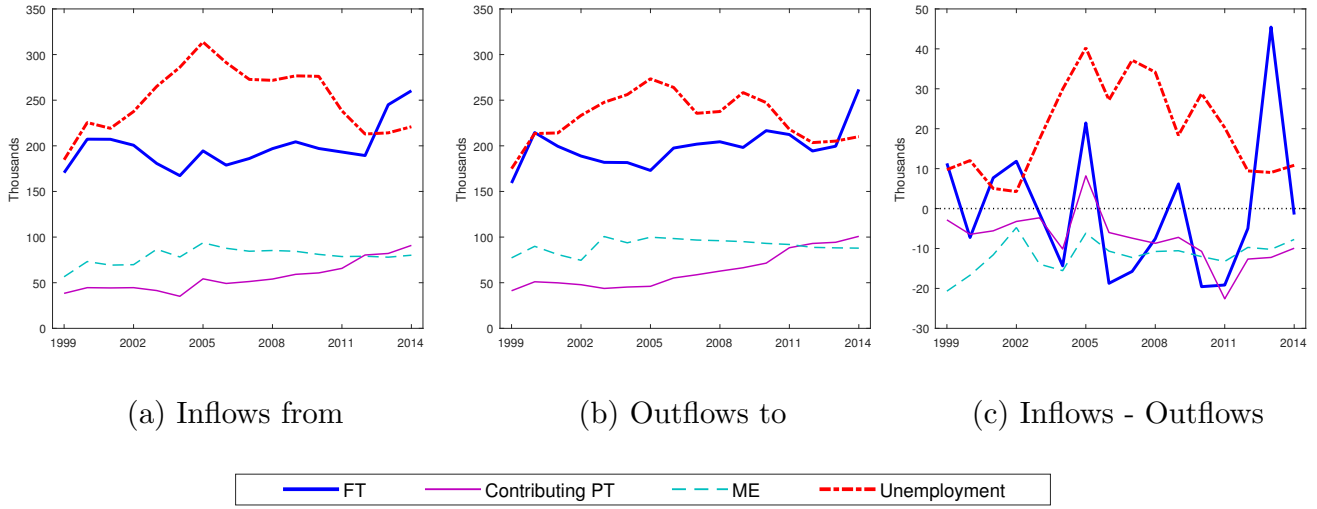 350
300
250
200
150
100
50
0
Thousands
1999 2002 2005 2008 2011 2014
(a) Inflows from
350
300
250
200
150
100
50
0
Thousands
1999 2002 2005 2008 2011 2014
(b) Outflows to
50
40
30
20
10
0
-10
-20
-30
Thousands
1999 2002 2005 2008 2011 2014
(c) Inflows - Outflows
FT Contributing PT ME Unemployment